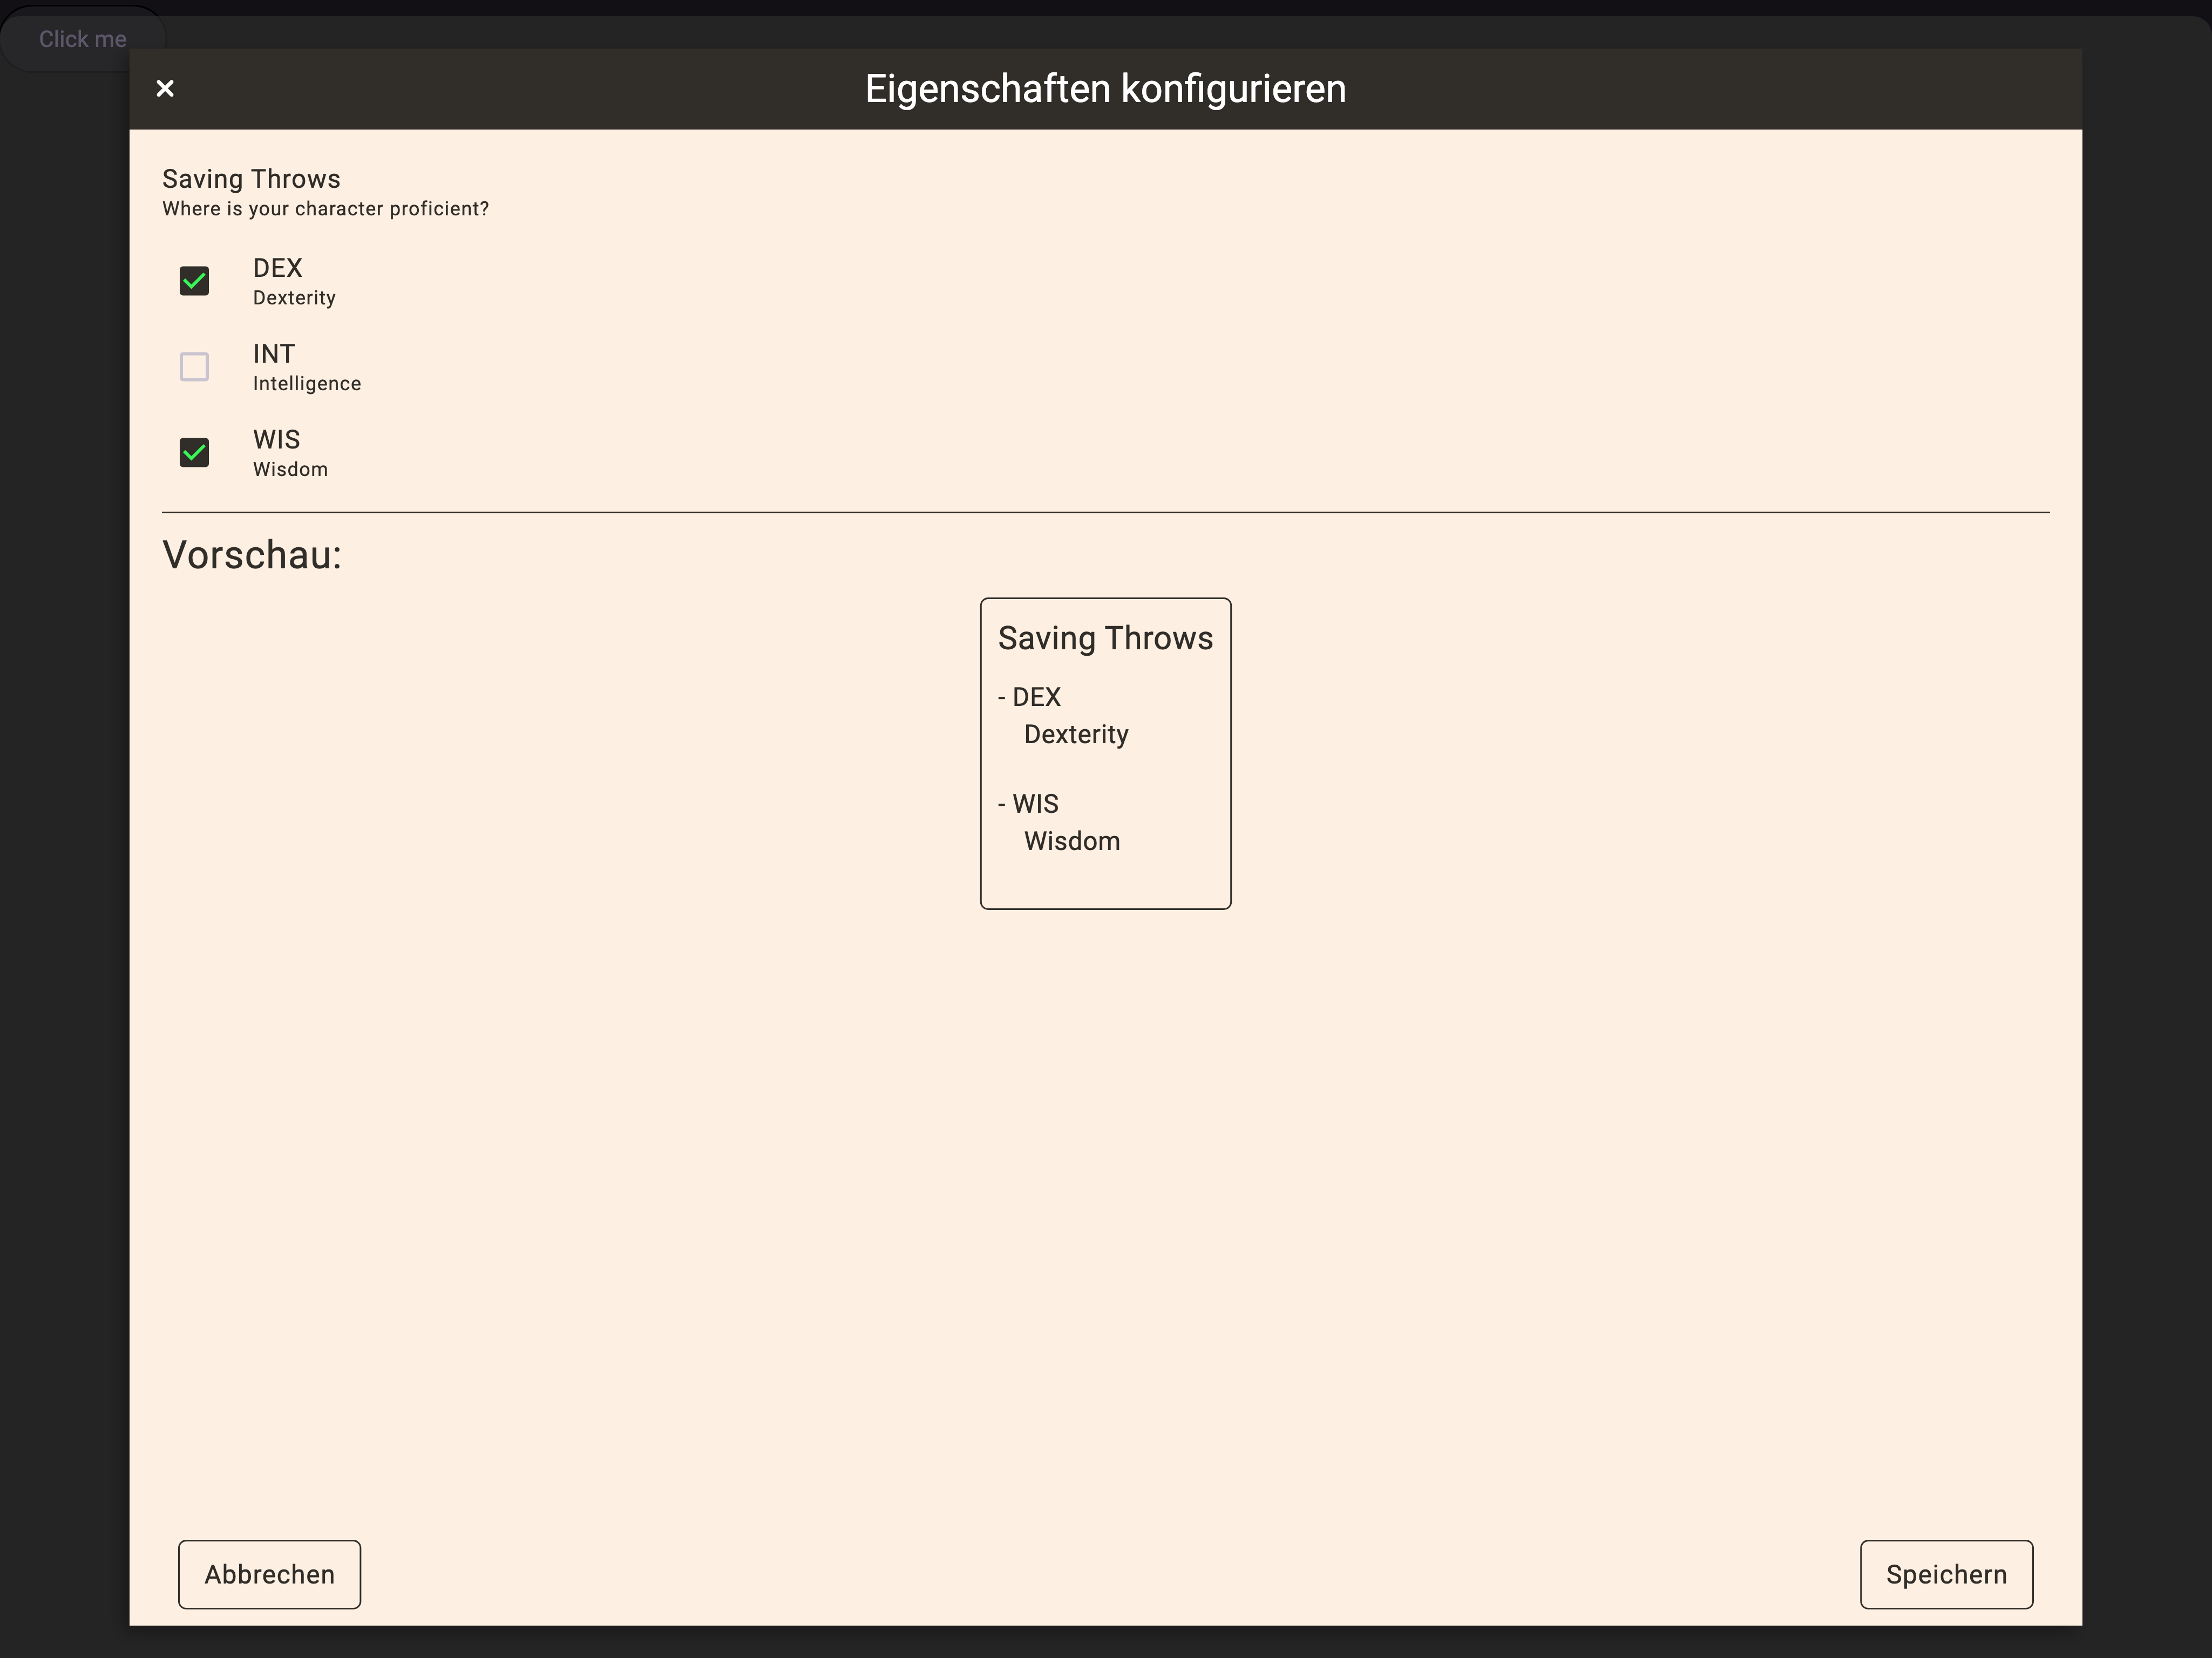 Click me
Eigenschaften konfigurieren
Saving Throws
Where is your character proficient?
DEX
Dexterity
INT
Intelligence
WIS
Wisdom
Vorschau:
Saving Throws
- DEX
Dexterity
- WIS
Wisdom
Abbrechen
Speichern